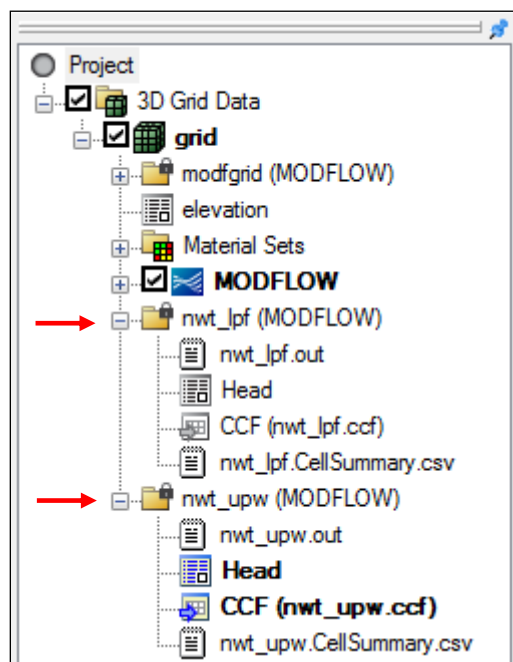 Project
3D Grid Data
grid
modfgrid (MODFLOW)
elevation
Material Sets
MODFLOW
nwt_lpf (MODFLOW)
nwt_lpf.out
Head
CCF (nwt_lpf.ccf)
nwt_lpf.CellSummary.csv
nwt_upw (MODFLOW)
nwt_upw.out
Head
CCF (nwt_upw.ccf)
nwt_upw.CellSummary.csv